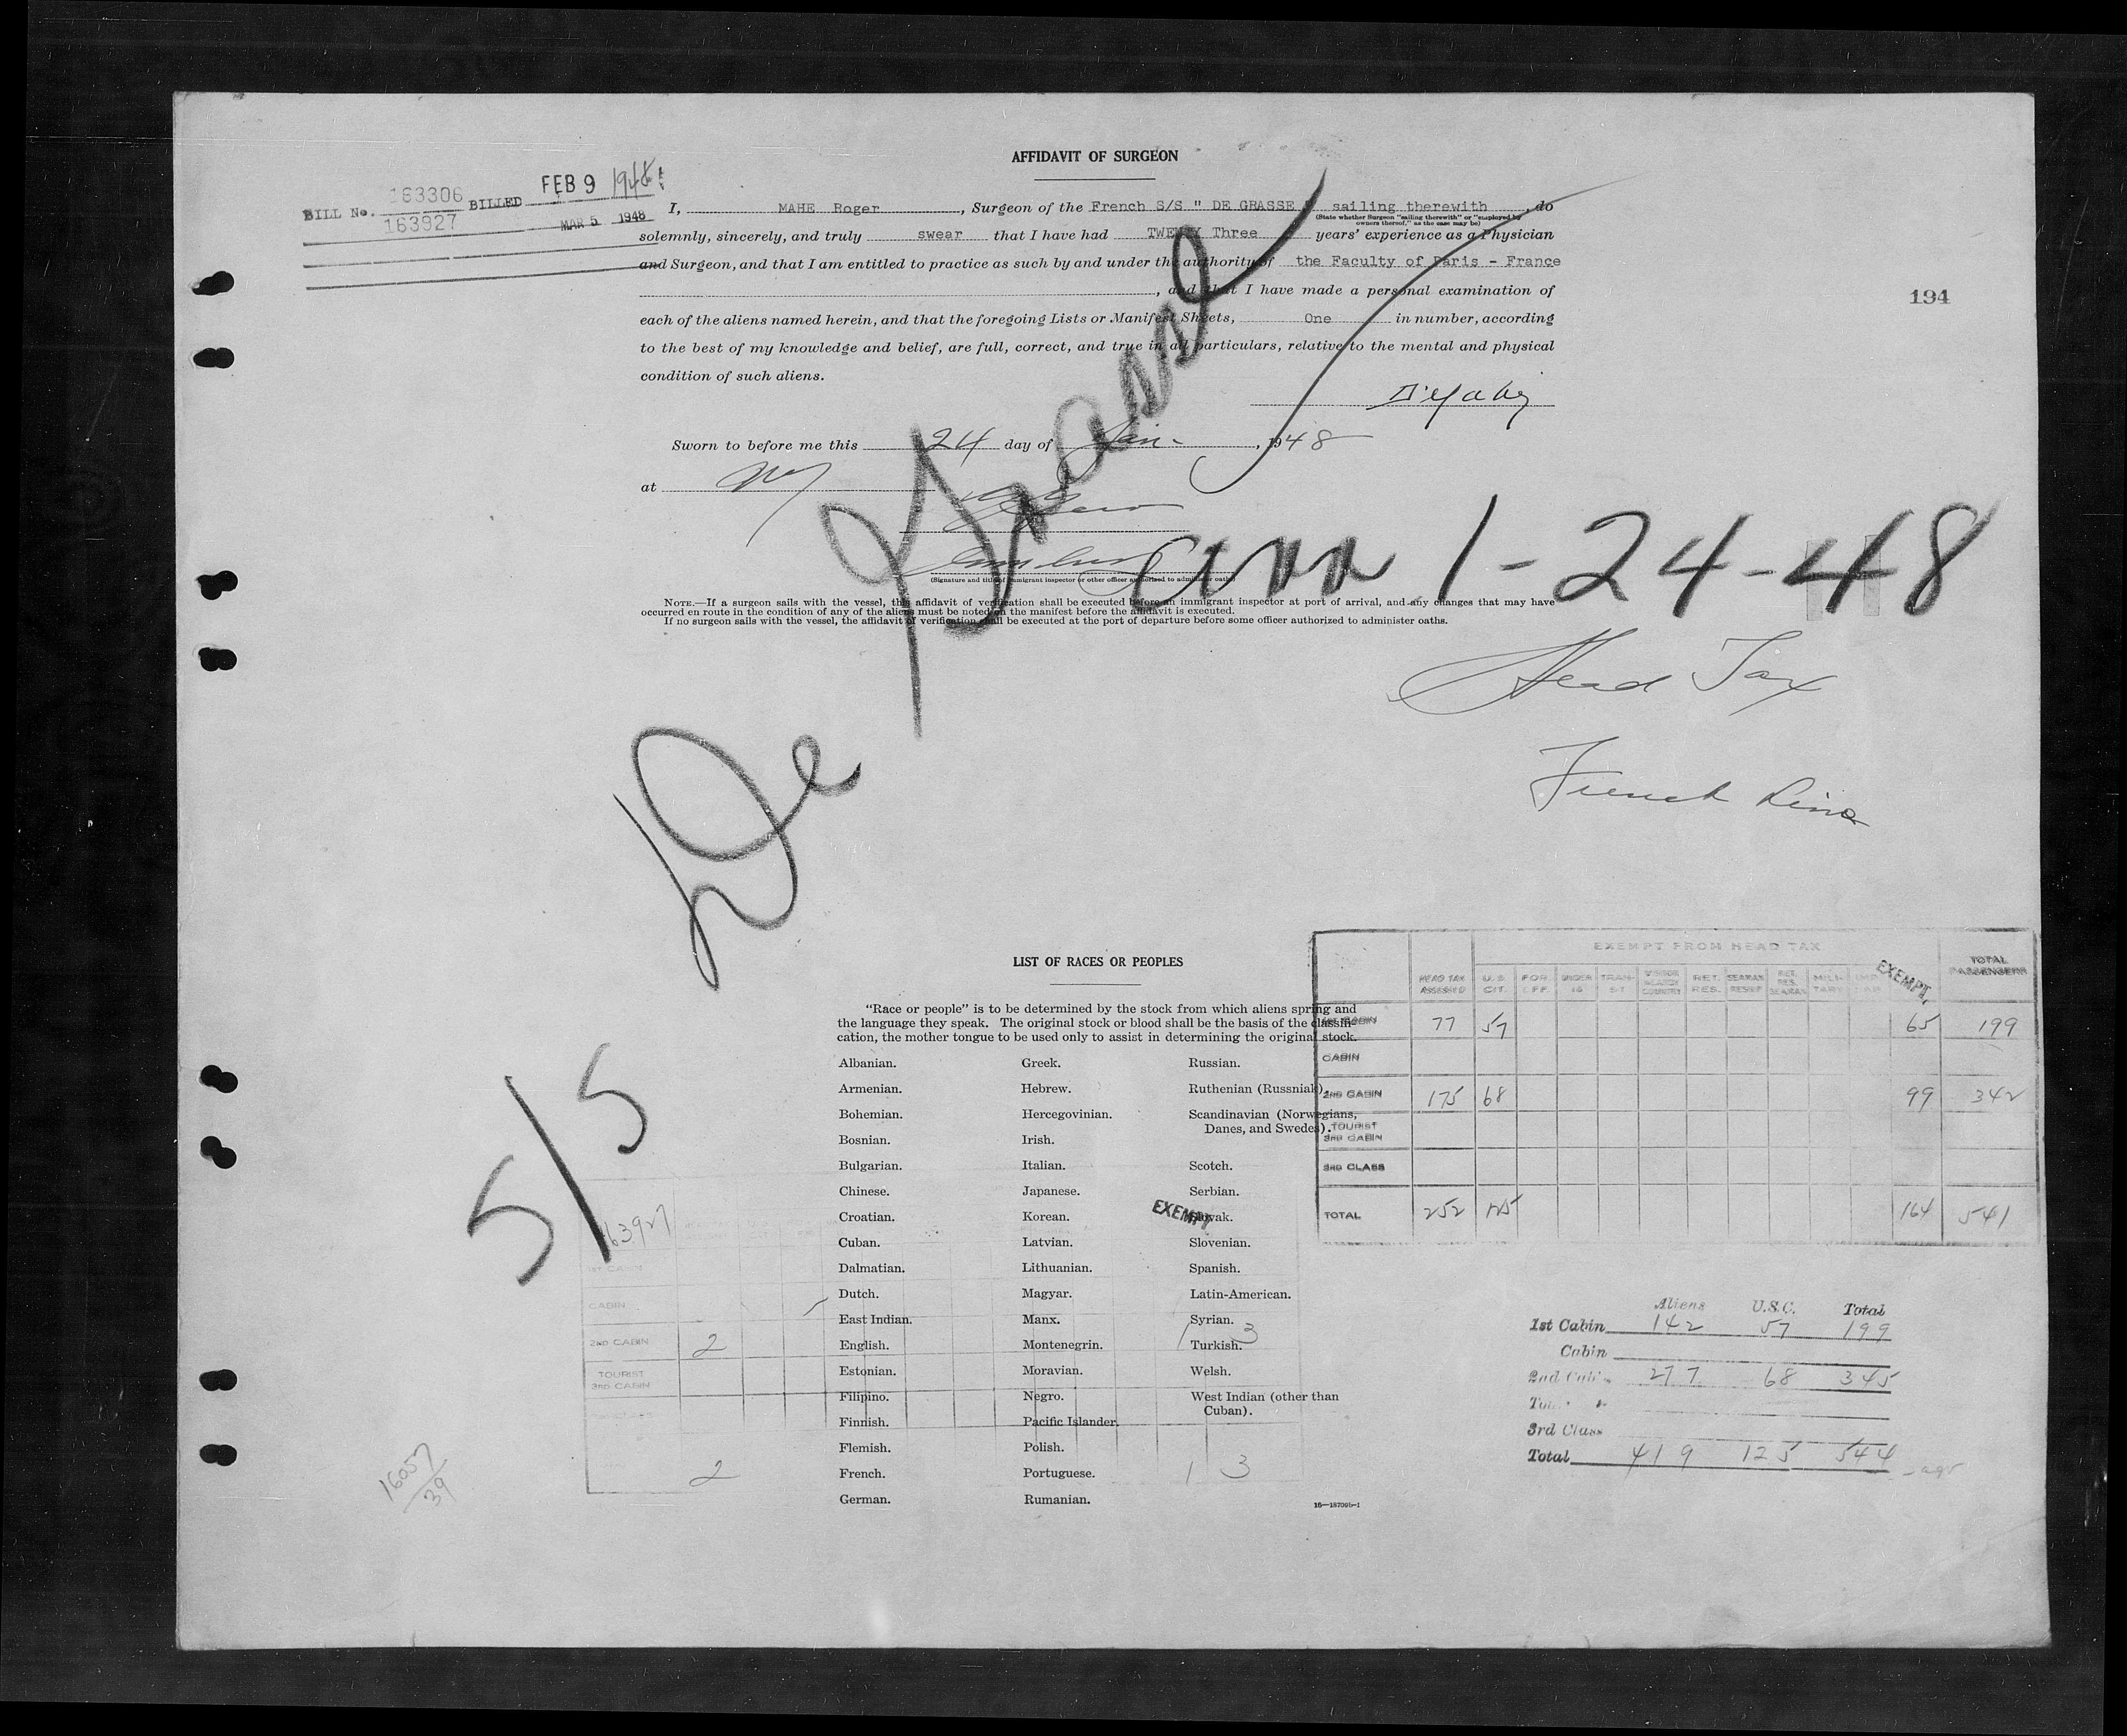 AFFIDAVIT OF SURGEON
BILL No. 163306 BILLED FEB 9 1948
163927 MAR 5 1948
I, MAHE Roger, Surgeon of the French S/S " DE GRASSE " sailing therewith, do
(State whether Surgeon "sailing therewith" or "employed by owners thereof," as the case may be)
solemnly, sincerely, and truly swear that I have had TWENTY Three years' experience as a Physician
and Surgeon, and that I am entitled to practice as such by and under the authority of the Faculty of Paris - France
, and that I have made a personal examination of
194
each of the aliens named herein, and that the foregoing Lists or Manifest Sheets, One in number, according
to the best of my knowledge and belief, are full, correct, and true in all particulars, relative to the mental and physical
condition of such aliens.
Sworn to before me this 24 day of Jan., 1948
at NY
(Signature and title of immigrant inspector or other officer authorized to administer oaths)
NOTE.—If a surgeon sails with the vessel, this affidavit of verification shall be executed before an immigrant inspector at port of arrival, and any changes that may have
occurred en route in the condition of any of the aliens must be noted on the manifest before the affidavit is executed.
If no surgeon sails with the vessel, the affidavit of verification shall be executed at the port of departure before some officer authorized to administer oaths.
S/S De Grasse
arr 1-24-48
Head Tax
French Line
LIST OF RACES OR PEOPLES
"Race or people" is to be determined by the stock from which aliens spring and
the language they speak. The original stock or blood shall be the basis of the classifi-
cation, the mother tongue to be used only to assist in determining the original stock.
Albanian. Greek. Russian.
Armenian. Hebrew. Ruthenian (Russniak).
Bohemian. Hercegovinian. Scandinavian (Norwegians,
Danes, and Swedes).
Bosnian. Irish.
Bulgarian. Italian. Scotch.
Chinese. Japanese. Serbian.
Croatian. Korean. Slovak.
Cuban. Latvian. Slovenian.
Dalmatian. Lithuanian. Spanish.
Dutch. Magyar. Latin-American.
East Indian. Manx. Syrian.
English. Montenegrin. Turkish.
Estonian. Moravian. Welsh.
Filipino. Negro. West Indian (other than
Cuban).
Finnish. Pacific Islander.
Flemish. Polish.
French. Portuguese.
German. Rumanian.
16—18706b-1
EXEMPT FROM HEAD TAX
HEAD TAX ASSESSED U.S. CIT. FOR. OFF. UNDER 16 TRANSIT RET. RES. EXEMPT TOTAL PASSENGERS
1ST CABIN 77 57 65 199
CABIN
2ND CABIN 175 68 99 342
TOURIST
3RD CABIN
3RD CLASS
TOTAL 252 125 164 541
163927
EXEMPT
1ST CABIN
CABIN
2ND CABIN 2 1 3
TOURIST
3RD CABIN
2 1 3
Aliens U.S.C. Total
1st Cabin 142 57 199
Cabin
2nd Cabin 277 68 345
3rd Class
Total 419 125 544
16057
39